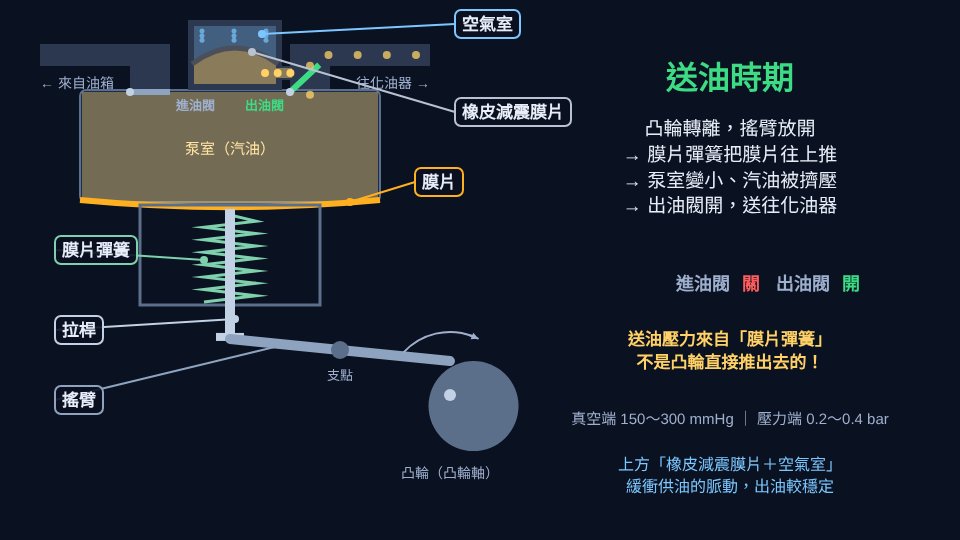 空氣室
← 來自油箱
往化油器 →
進油閥
出油閥
橡皮減震膜片
泵室（汽油）
膜片
膜片彈簧
拉桿
支點
搖臂
凸輪（凸輪軸）
送油時期
凸輪轉離，搖臂放開
→ 膜片彈簧把膜片往上推
→ 泵室變小、汽油被擠壓
→ 出油閥開，送往化油器
進油閥 關 出油閥 開
送油壓力來自「膜片彈簧」
不是凸輪直接推出去的！
真空端 150～300 mmHg ｜ 壓力端 0.2～0.4 bar
上方「橡皮減震膜片＋空氣室」
緩衝供油的脈動，出油較穩定